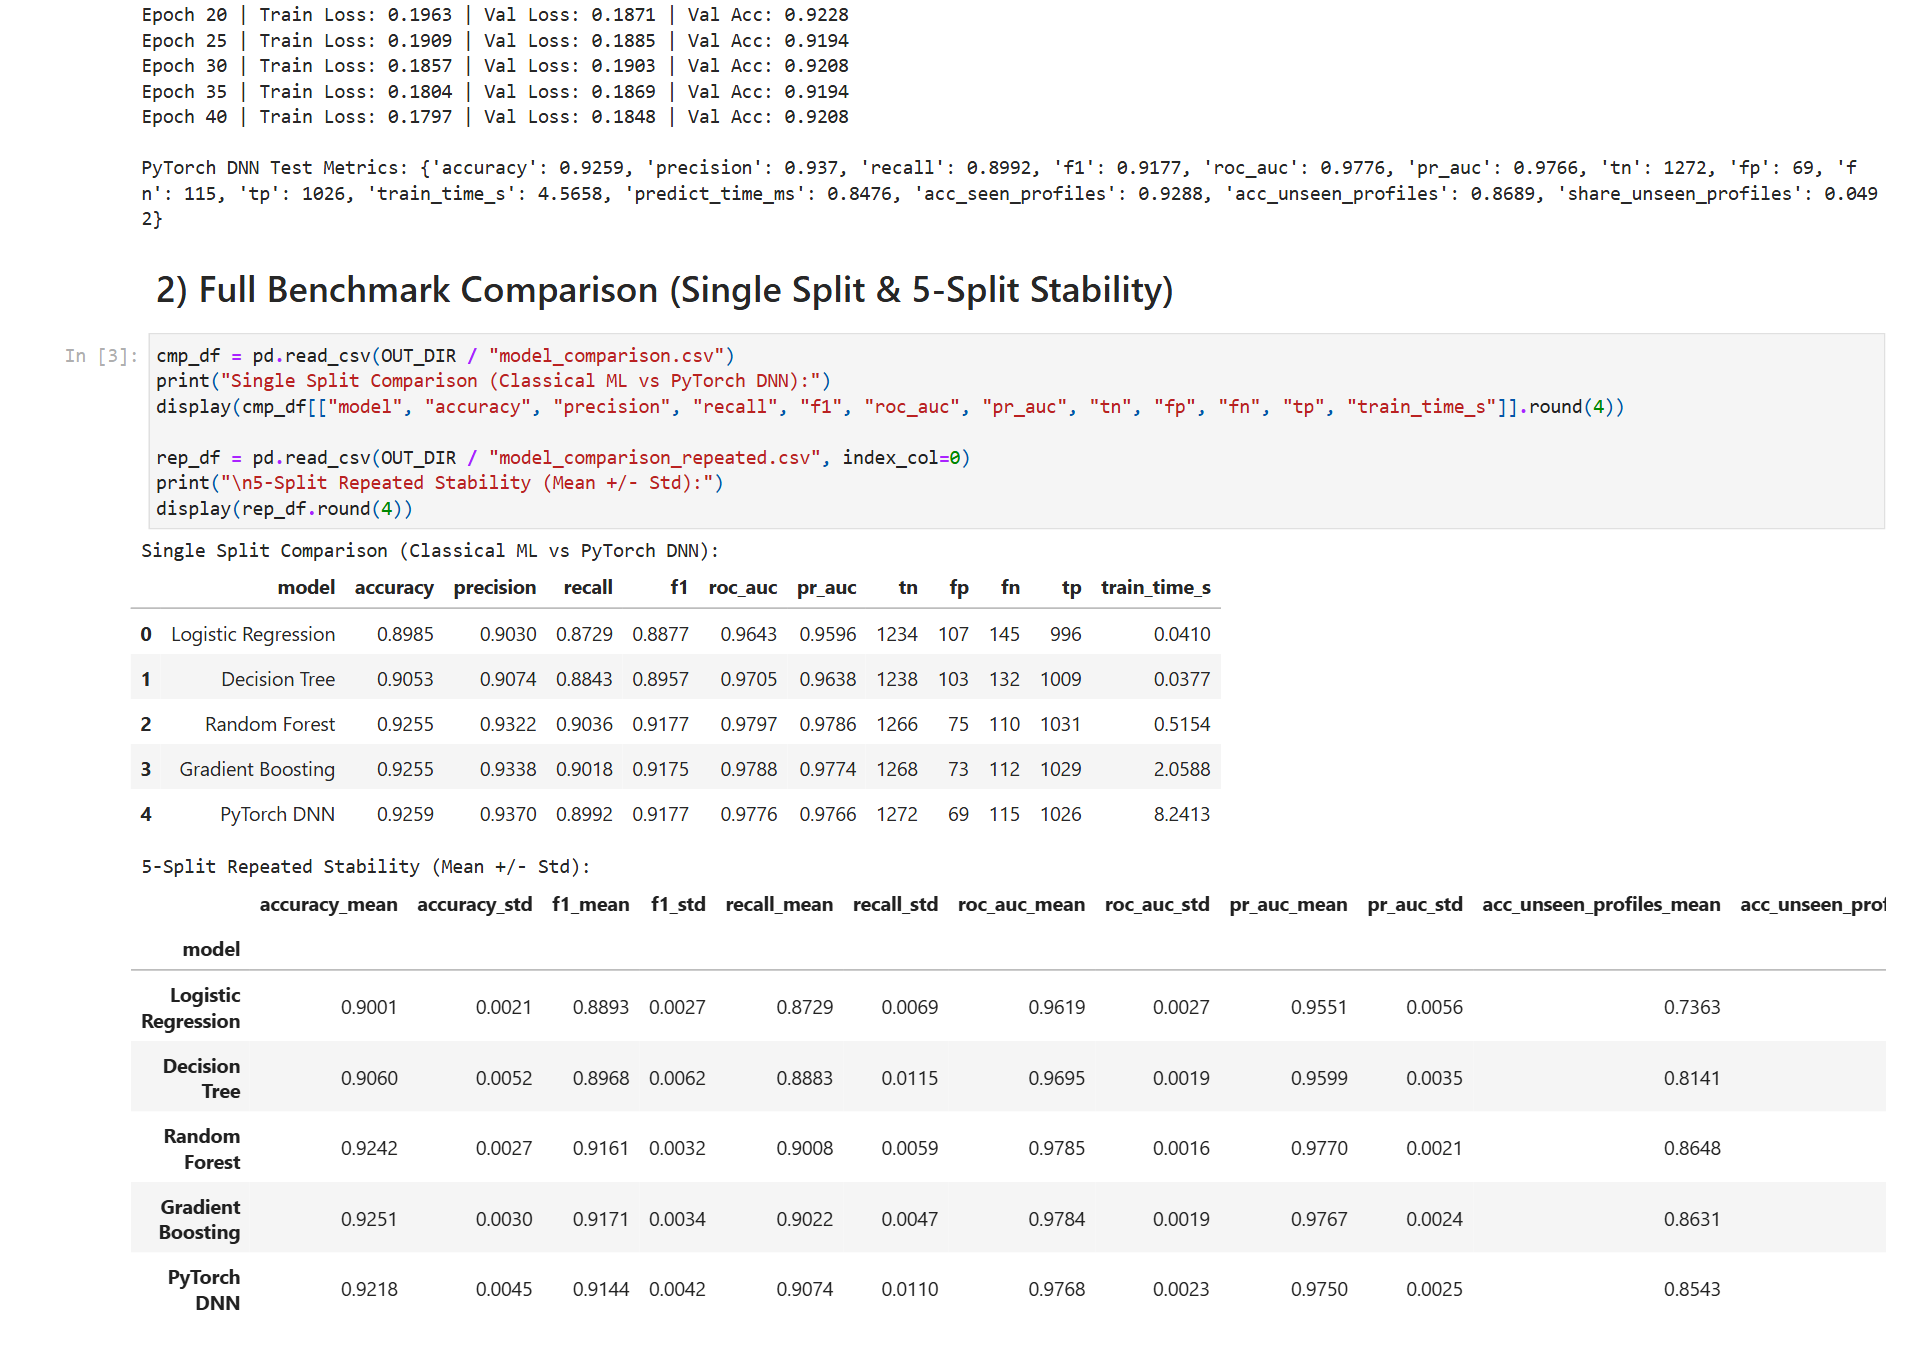 Epoch 20 | Train Loss: 0.1963 | Val Loss: 0.1871 | Val Acc: 0.9228
Epoch 25 | Train Loss: 0.1909 | Val Loss: 0.1885 | Val Acc: 0.9194
Epoch 30 | Train Loss: 0.1857 | Val Loss: 0.1903 | Val Acc: 0.9208
Epoch 35 | Train Loss: 0.1804 | Val Loss: 0.1869 | Val Acc: 0.9194
Epoch 40 | Train Loss: 0.1797 | Val Loss: 0.1848 | Val Acc: 0.9208
PyTorch DNN Test Metrics: {'accuracy': 0.9259, 'precision': 0.937, 'recall': 0.8992, 'f1': 0.9177, 'roc_auc': 0.9776, 'pr_auc': 0.9766, 'tn': 1272, 'fp': 69, 'f
n': 115, 'tp': 1026, 'train_time_s': 4.5658, 'predict_time_ms': 0.8476, 'acc_seen_profiles': 0.9288, 'acc_unseen_profiles': 0.8689, 'share_unseen_profiles': 0.049
2}
2) Full Benchmark Comparison (Single Split & 5-Split Stability)
In [3]: cmp_df = pd.read_csv(OUT_DIR / "model_comparison.csv")
print("Single Split Comparison (Classical ML vs PyTorch DNN):")
display(cmp_df[["model", "accuracy", "precision", "recall", "f1", "roc_auc", "pr_auc", "tn", "fp", "fn", "tp", "train_time_s"]].round(4))
rep_df = pd.read_csv(OUT_DIR / "model_comparison_repeated.csv", index_col=0)
print("\n5-Split Repeated Stability (Mean +/- Std):")
display(rep_df.round(4))
Single Split Comparison (Classical ML vs PyTorch DNN):
model accuracy precision recall f1 roc_auc pr_auc tn fp fn tp train_time_s
0 Logistic Regression 0.8985 0.9030 0.8729 0.8877 0.9643 0.9596 1234 107 145 996 0.0410
1 Decision Tree 0.9053 0.9074 0.8843 0.8957 0.9705 0.9638 1238 103 132 1009 0.0377
2 Random Forest 0.9255 0.9322 0.9036 0.9177 0.9797 0.9786 1266 75 110 1031 0.5154
3 Gradient Boosting 0.9255 0.9338 0.9018 0.9175 0.9788 0.9774 1268 73 112 1029 2.0588
4 PyTorch DNN 0.9259 0.9370 0.8992 0.9177 0.9776 0.9766 1272 69 115 1026 8.2413
5-Split Repeated Stability (Mean +/- Std):
accuracy_mean accuracy_std f1_mean f1_std recall_mean recall_std roc_auc_mean roc_auc_std pr_auc_mean pr_auc_std acc_unseen_profiles_mean acc_unseen_prof
model
Logistic
Regression 0.9001 0.0021 0.8893 0.0027 0.8729 0.0069 0.9619 0.0027 0.9551 0.0056 0.7363
Decision
Tree 0.9060 0.0052 0.8968 0.0062 0.8883 0.0115 0.9695 0.0019 0.9599 0.0035 0.8141
Random
Forest 0.9242 0.0027 0.9161 0.0032 0.9008 0.0059 0.9785 0.0016 0.9770 0.0021 0.8648
Gradient
Boosting 0.9251 0.0030 0.9171 0.0034 0.9022 0.0047 0.9784 0.0019 0.9767 0.0024 0.8631
PyTorch
DNN 0.9218 0.0045 0.9144 0.0042 0.9074 0.0110 0.9768 0.0023 0.9750 0.0025 0.8543